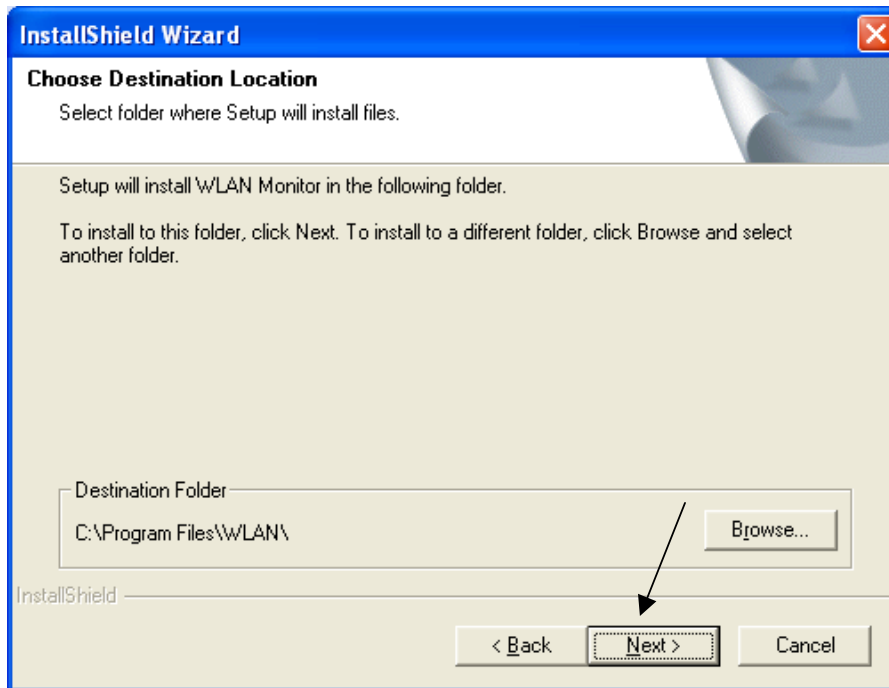 InstallShield Wizard
Choose Destination Location
Select folder where Setup will install files.
Setup will install WLAN Monitor in the following folder.
To install to this folder, click Next. To install to a different folder, click Browse and select
another folder.
Destination Folder
C:\Program Files\WLAN\
Browse...
InstallShield
< Back
Next >
Cancel